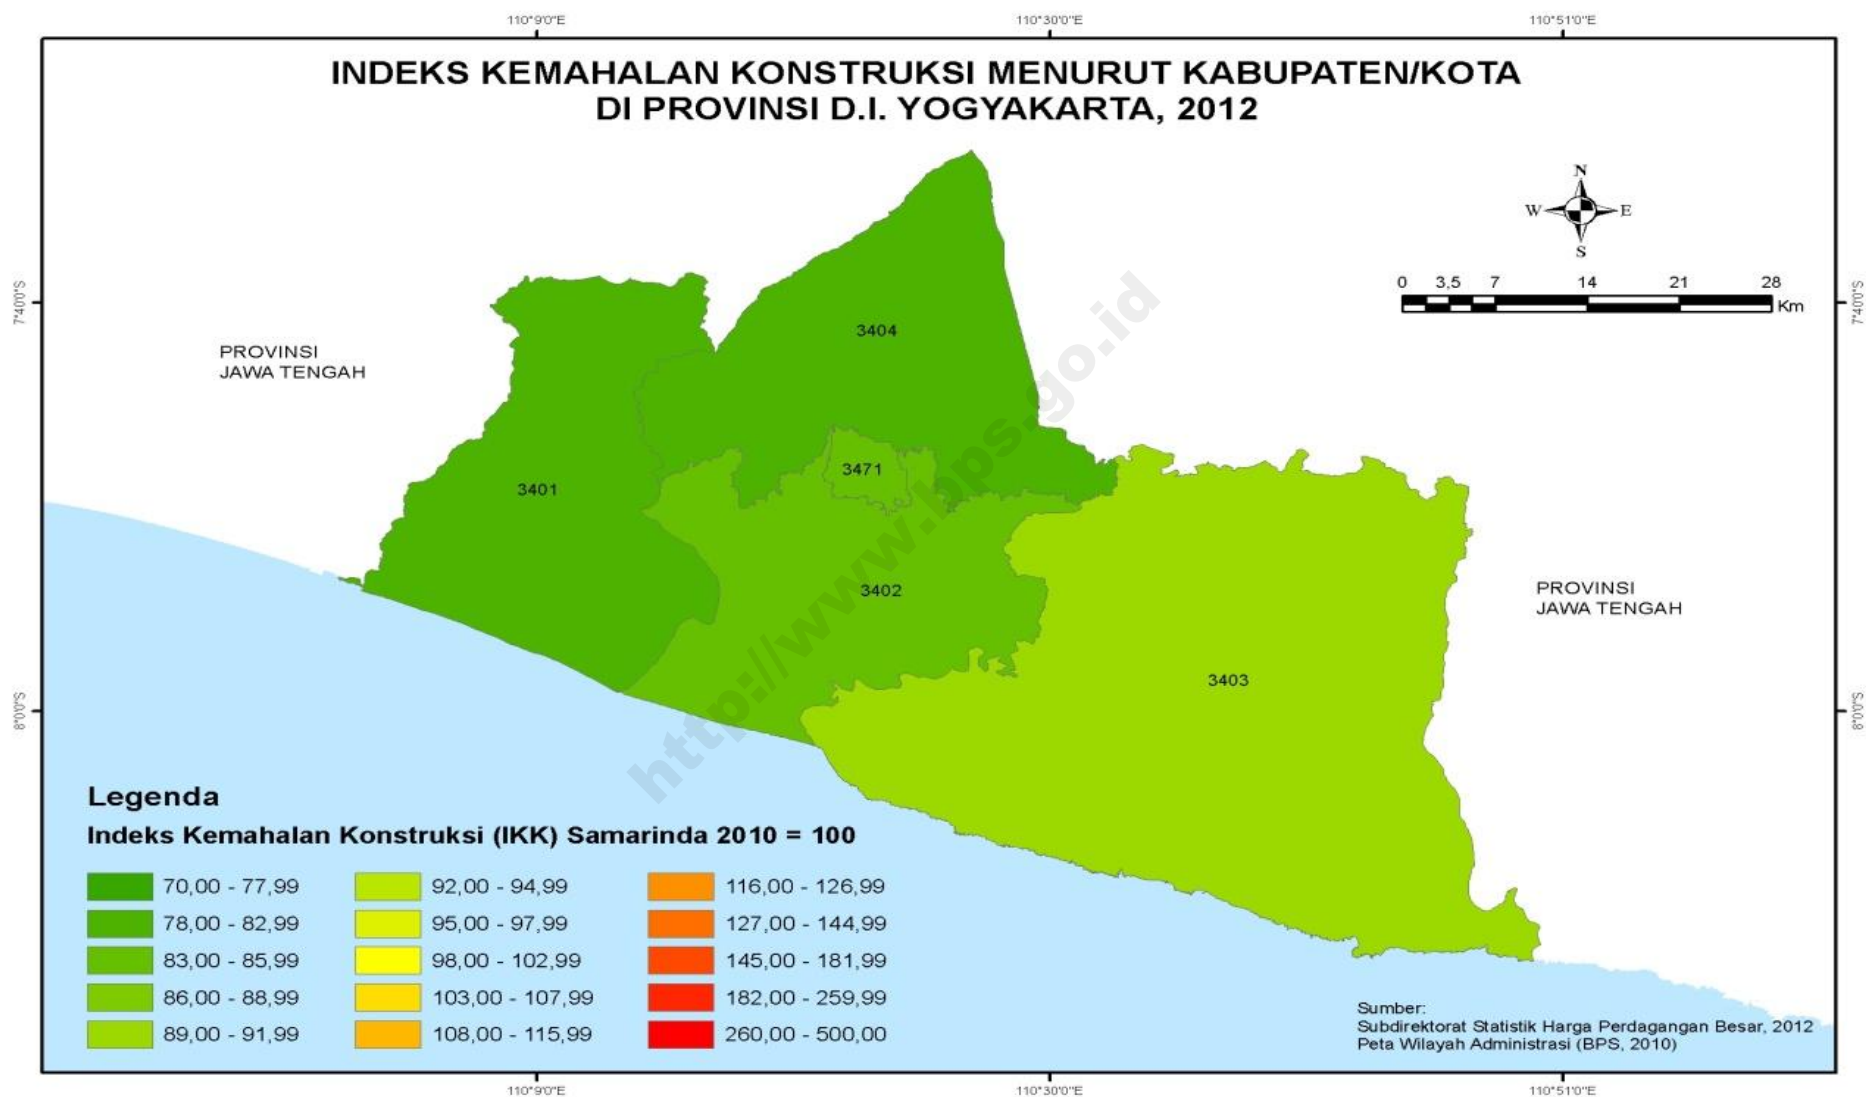 110°9'0"E 110°30'0"E 110°51'0"E
INDEKS KEMAHALAN KONSTRUKSI MENURUT KABUPATEN/KOTA
DI PROVINSI D.I. YOGYAKARTA, 2012
N
W E
S
0 3,5 7 14 21 28
Km
7°40'0"S 7°40'0"S
3404
PROVINSI
JAWA TENGAH
3471
3401
3402
PROVINSI
JAWA TENGAH
3403
8°0'0"S 8°0'0"S
http://www.bps.go.id
Legenda
Indeks Kemahalan Konstruksi (IKK) Samarinda 2010 = 100
70,00 - 77,99 92,00 - 94,99 116,00 - 126,99
78,00 - 82,99 95,00 - 97,99 127,00 - 144,99
83,00 - 85,99 98,00 - 102,99 145,00 - 181,99
86,00 - 88,99 103,00 - 107,99 182,00 - 259,99
89,00 - 91,99 108,00 - 115,99 260,00 - 500,00
Sumber:
Subdirektorat Statistik Harga Perdagangan Besar, 2012
Peta Wilayah Administrasi (BPS, 2010)
110°9'0"E 110°30'0"E 110°51'0"E